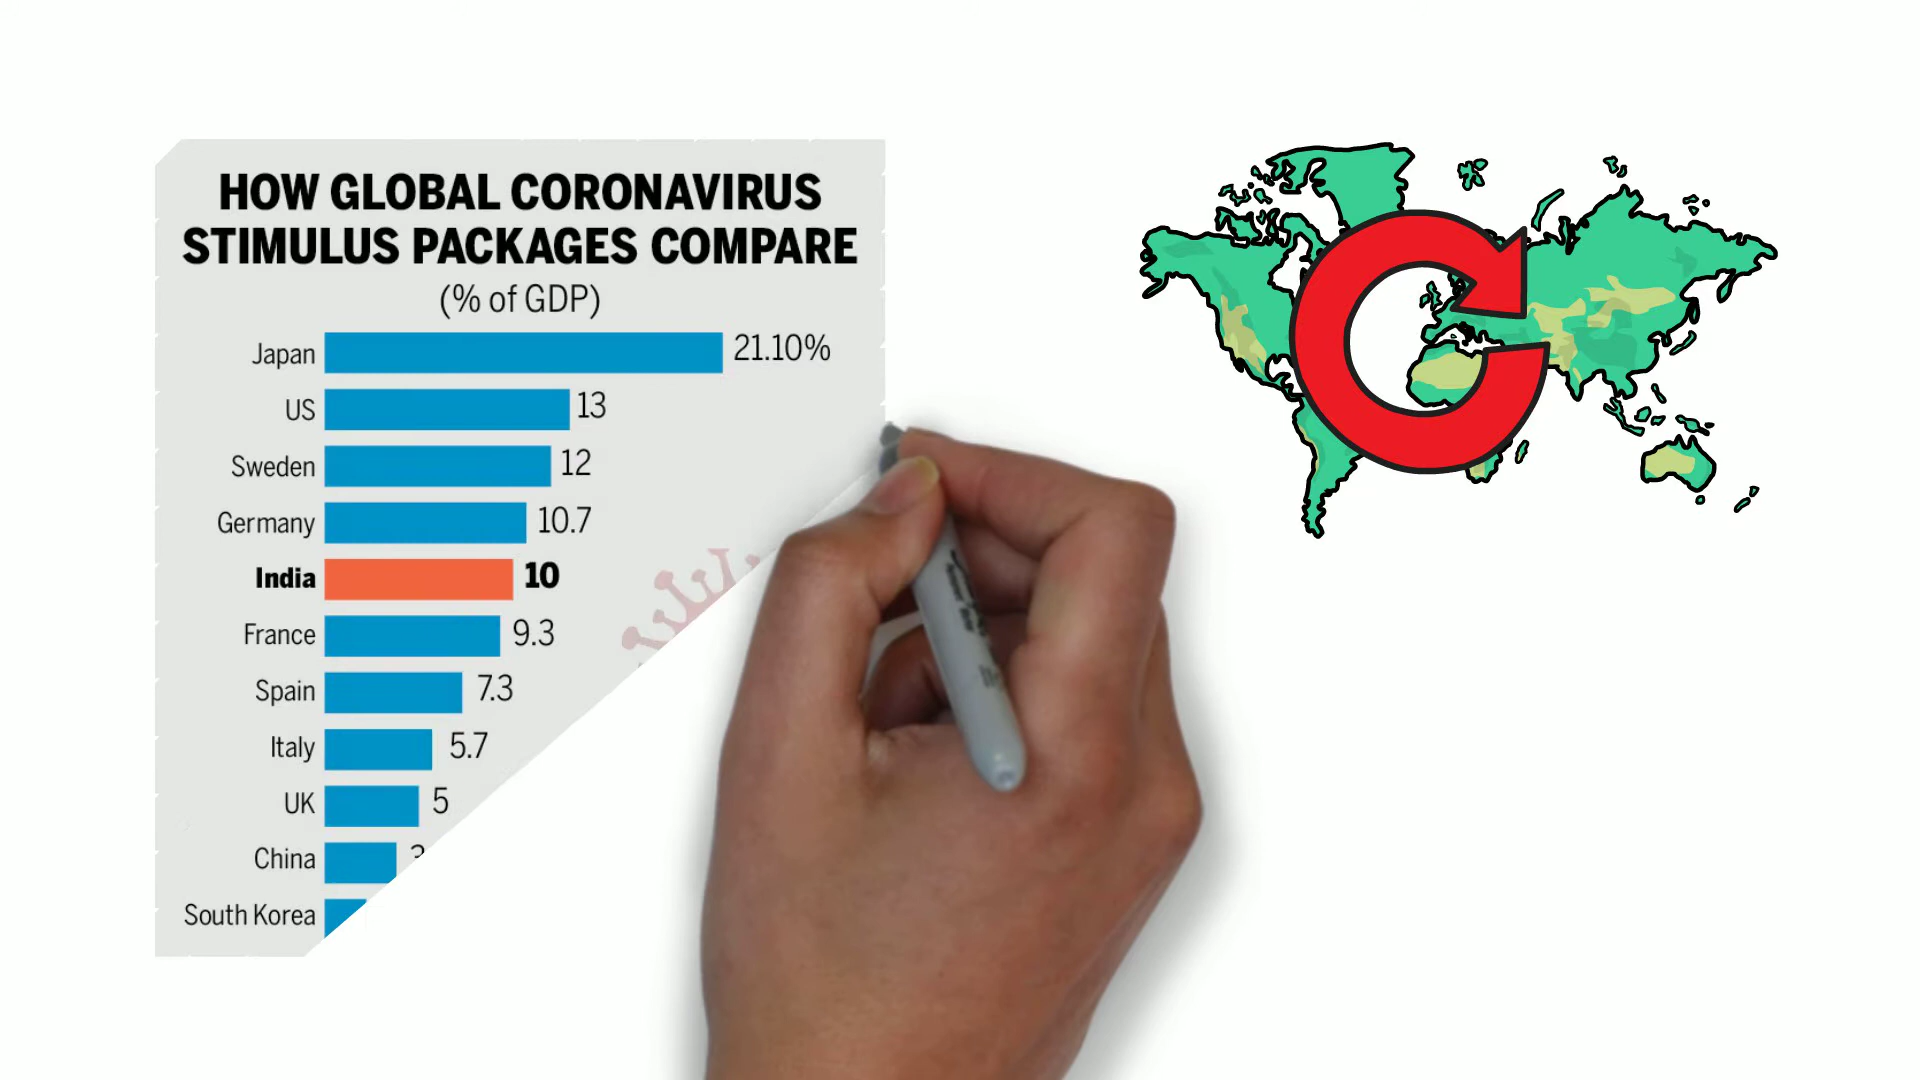 HOW GLOBAL CORONAVIRUS
STIMULUS PACKAGES COMPARE
(% of GDP)
Japan 21.10%
US 13
Sweden 12
Germany 10.7
India 10
France 9.3
Spain 7.3
Italy 5.7
UK 5
China
South Korea